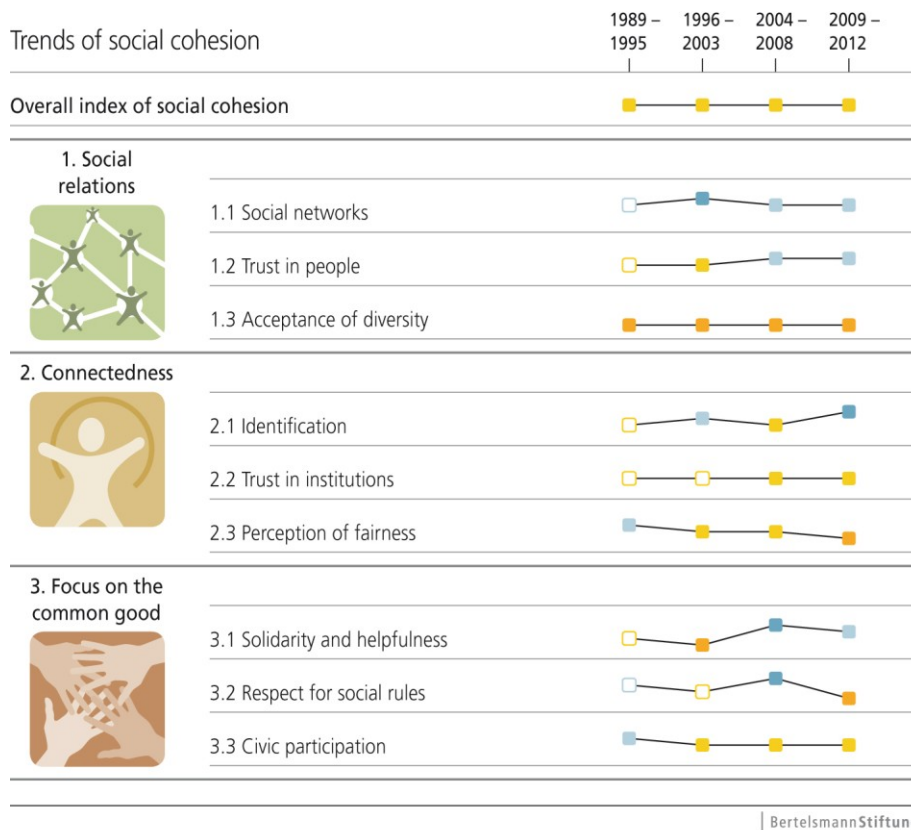 Trends of social cohesion
1989 – 1996 – 2004 – 2009 –
1995 2003 2008 2012
Overall index of social cohesion
1. Social
relations
1.1 Social networks
1.2 Trust in people
1.3 Acceptance of diversity
2. Connectedness
2.1 Identification
2.2 Trust in institutions
2.3 Perception of fairness
3. Focus on the
common good
3.1 Solidarity and helpfulness
3.2 Respect for social rules
3.3 Civic participation
BertelsmannStiftun